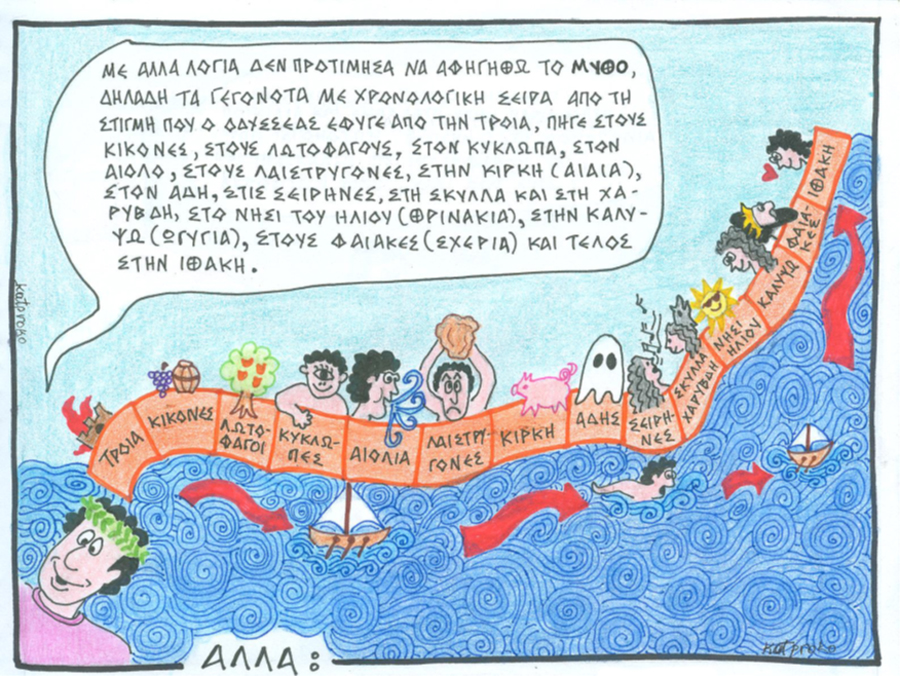 ΜΕ ΑΛΛΑ ΛΟΓΙΑ ΔΕΝ ΠΡΟΤΙΜΗΣΑ ΝΑ ΑΦΗΓΗΘΩ ΤΟ ΜΥΘΟ,
ΔΗΛΑΔΗ ΤΑ ΓΕΓΟΝΟΤΑ ΜΕ ΧΡΟΝΟΛΟΓΙΚΗ ΣΕΙΡΑ ΑΠΟ ΤΗ
ΣΤΙΓΜΗ ΠΟΥ Ο ΟΔΥΣΣΕΑΣ ΕΦΥΓΕ ΑΠΟ ΤΗΝ ΤΡΟΙΑ, ΠΗΓΕ ΣΤΟΥΣ
ΚΙΚΟΝΕΣ, ΣΤΟΥΣ ΛΩΤΟΦΑΓΟΥΣ, ΣΤΟΝ ΚΥΚΛΩΠΑ, ΣΤΟΝ
ΑΙΟΛΟ, ΣΤΟΥΣ ΛΑΙΣΤΡΥΓΟΝΕΣ, ΣΤΗΝ ΚΙΡΚΗ (ΑΙΑΙΑ),
ΣΤΟΝ ΑΔΗ, ΣΤΙΣ ΣΕΙΡΗΝΕΣ, ΣΤΗ ΣΚΥΛΛΑ ΚΑΙ ΣΤΗ ΧΑ-
ΡΥΒΔΗ, ΣΤΟ ΝΗΣΙ ΤΟΥ ΗΛΙΟΥ (ΘΡΙΝΑΚΙΑ), ΣΤΗΝ ΚΑΛΥ-
ΨΩ (ΩΓΥΓΙΑ), ΣΤΟΥΣ ΦΑΙΑΚΕΣ (ΣΧΕΡΙΑ) ΚΑΙ ΤΕΛΟΣ
ΣΤΗΝ ΙΘΑΚΗ.
ΤΡΟΙΑ
ΚΙΚΟΝΕΣ
ΛΩΤΟ-
ΦΑΓΟΙ
ΚΥΚΛΩ-
ΠΕΣ
ΑΙΟΛΙΑ
ΛΑΙΣΤΡΥ-
ΓΟΝΕΣ
ΚΙΡΚΗ
ΑΔΗΣ
ΣΕΙΡΗ-
ΝΕΣ
ΣΚΥΛΛΑ
ΧΑΡΥΒΔΗ
ΝΗΣΙ
ΗΛΙΟΥ
ΚΑΛΥΨΩ
ΦΑΙΑ-
ΚΕΣ
ΙΘΑΚΗ
ΑΛΛΑ: